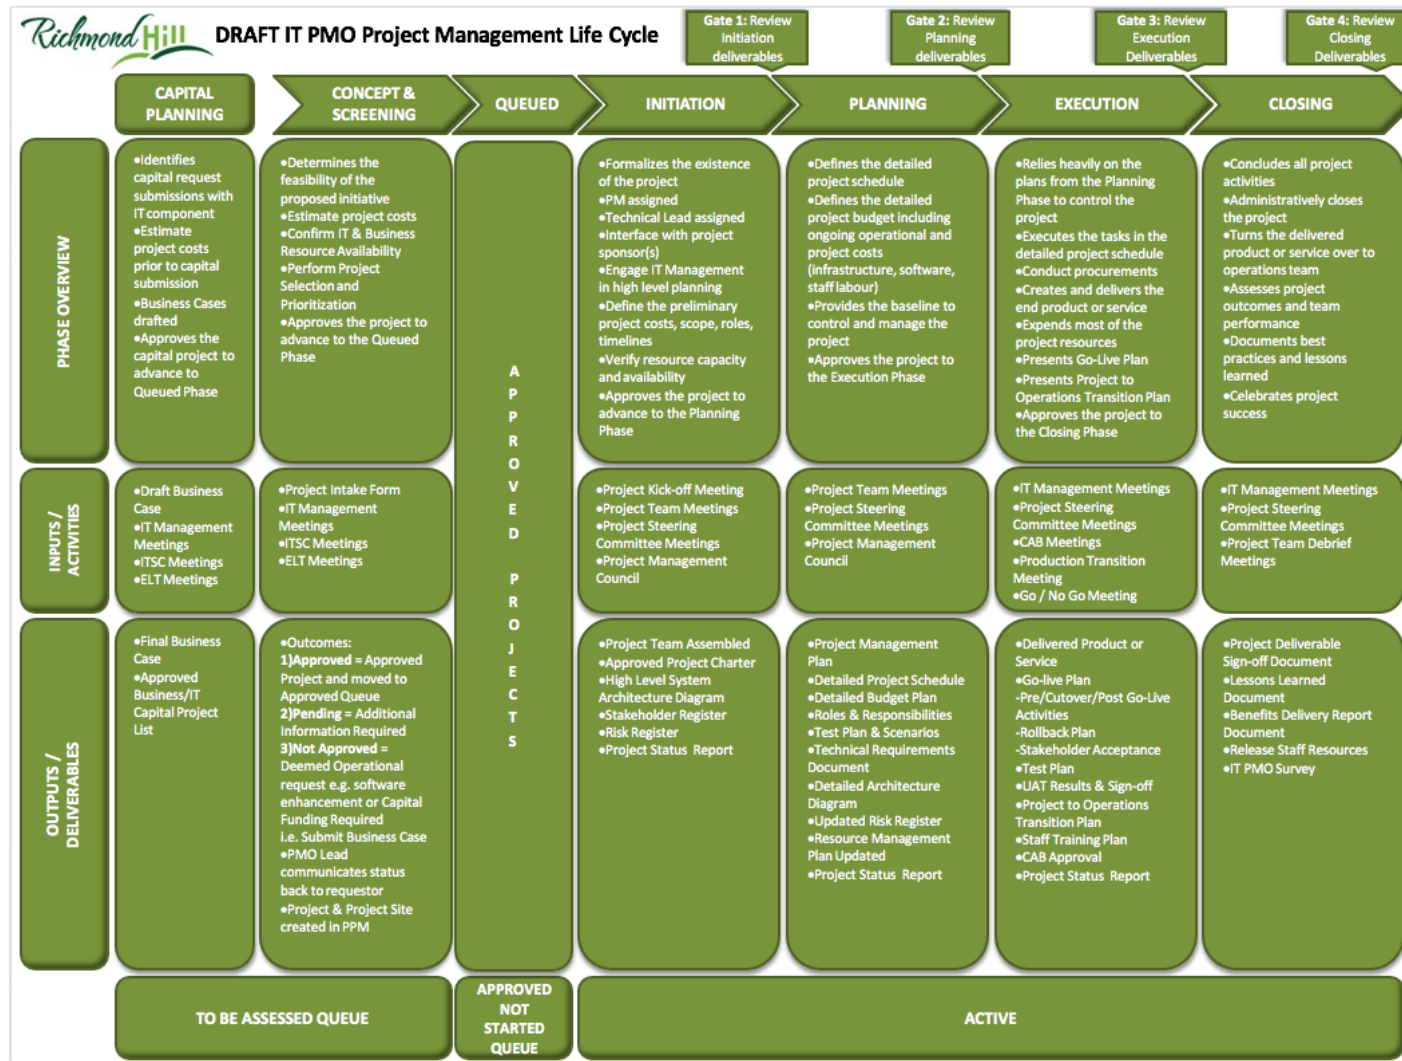 Richmond Hill
DRAFT IT PMO Project Management Life Cycle
Gate 1: Review
Initiation
deliverables
Gate 2: Review
Planning
deliverables
Gate 3: Review
Execution
Deliverables
Gate 4: Review
Closing
Deliverables
CAPITAL
PLANNING
CONCEPT &
SCREENING
QUEUED
INITIATION
PLANNING
EXECUTION
CLOSING
PHASE OVERVIEW
•Identifies
capital request
submissions with
IT component
•Estimate
project costs
prior to capital
submission
•Business Cases
drafted
•Approves the
capital project to
advance to
Queued Phase
•Determines the
feasibility of the
proposed initiative
•Estimate project costs
•Confirm IT & Business
Resource Availability
•Perform Project
Selection and
Prioritization
•Approves the project to
advance to the Queued
Phase
A
P
P
R
O
V
E
D
P
R
O
J
E
C
T
S
•Formalizes the existence
of the project
•PM assigned
•Technical Lead assigned
•Interface with project
sponsor(s)
•Engage IT Management
in high level planning
•Define the preliminary
project costs, scope, roles,
timelines
•Verify resource capacity
and availability
•Approves the project to
advance to the Planning
Phase
•Defines the detailed
project schedule
•Defines the detailed
project budget including
ongoing operational and
project costs
(infrastructure, software,
staff labour)
•Provides the baseline to
control and manage the
project
•Approves the project to
the Execution Phase
•Relies heavily on the
plans from the Planning
Phase to control the
project
•Executes the tasks in the
detailed project schedule
•Conduct procurements
•Creates and delivers the
end product or service
•Expends most of the
project resources
•Presents Go-Live Plan
•Presents Project to
Operations Transition Plan
•Approves the project to
the Closing Phase
•Concludes all project
activities
•Administratively closes
the project
•Turns the delivered
product or service over to
operations team
•Assesses project
outcomes and team
performance
•Documents best
practices and lessons
learned
•Celebrates project
success
INPUTS /
ACTIVITIES
•Draft Business
Case
•IT Management
Meetings
•ITSC Meetings
•ELT Meetings
•Project Intake Form
•IT Management
Meetings
•ITSC Meetings
•ELT Meetings
•Project Kick-off Meeting
•Project Team Meetings
•Project Steering
Committee Meetings
•Project Management
Council
•Project Team Meetings
•Project Steering
Committee Meetings
•Project Management
Council
•IT Management Meetings
•Project Steering
Committee Meetings
•CAB Meetings
•Production Transition
Meeting
•Go / No Go Meeting
•IT Management Meetings
•Project Steering
Committee Meetings
•Project Team Debrief
Meetings
OUTPUTS /
DELIVERABLES
•Final Business
Case
•Approved
Business/IT
Capital Project
List
•Outcomes:
1)Approved = Approved
Project and moved to
Approved Queue
2)Pending = Additional
Information Required
3)Not Approved =
Deemed Operational
request e.g. software
enhancement or Capital
Funding Required
i.e. Submit Business Case
•PMO Lead
communicates status
back to requestor
•Project & Project Site
created in PPM
•Project Team Assembled
•Approved Project Charter
•High Level System
Architecture Diagram
•Stakeholder Register
•Risk Register
•Project Status Report
•Project Management
Plan
•Detailed Project Schedule
•Detailed Budget Plan
•Roles & Responsibilities
•Test Plan & Scenarios
•Technical Requirements
Document
•Detailed Architecture
Diagram
•Updated Risk Register
•Resource Management
Plan Updated
•Project Status Report
•Delivered Product or
Service
•Go-live Plan
-Pre/Cutover/Post Go-Live
Activities
-Rollback Plan
-Stakeholder Acceptance
•Test Plan
•UAT Results & Sign-off
•Project to Operations
Transition Plan
•Staff Training Plan
•CAB Approval
•Project Status Report
•Project Deliverable
Sign-off Document
•Lessons Learned
Document
•Benefits Delivery Report
Document
•Release Staff Resources
•IT PMO Survey
TO BE ASSESSED QUEUE
APPROVED
NOT
STARTED
QUEUE
ACTIVE